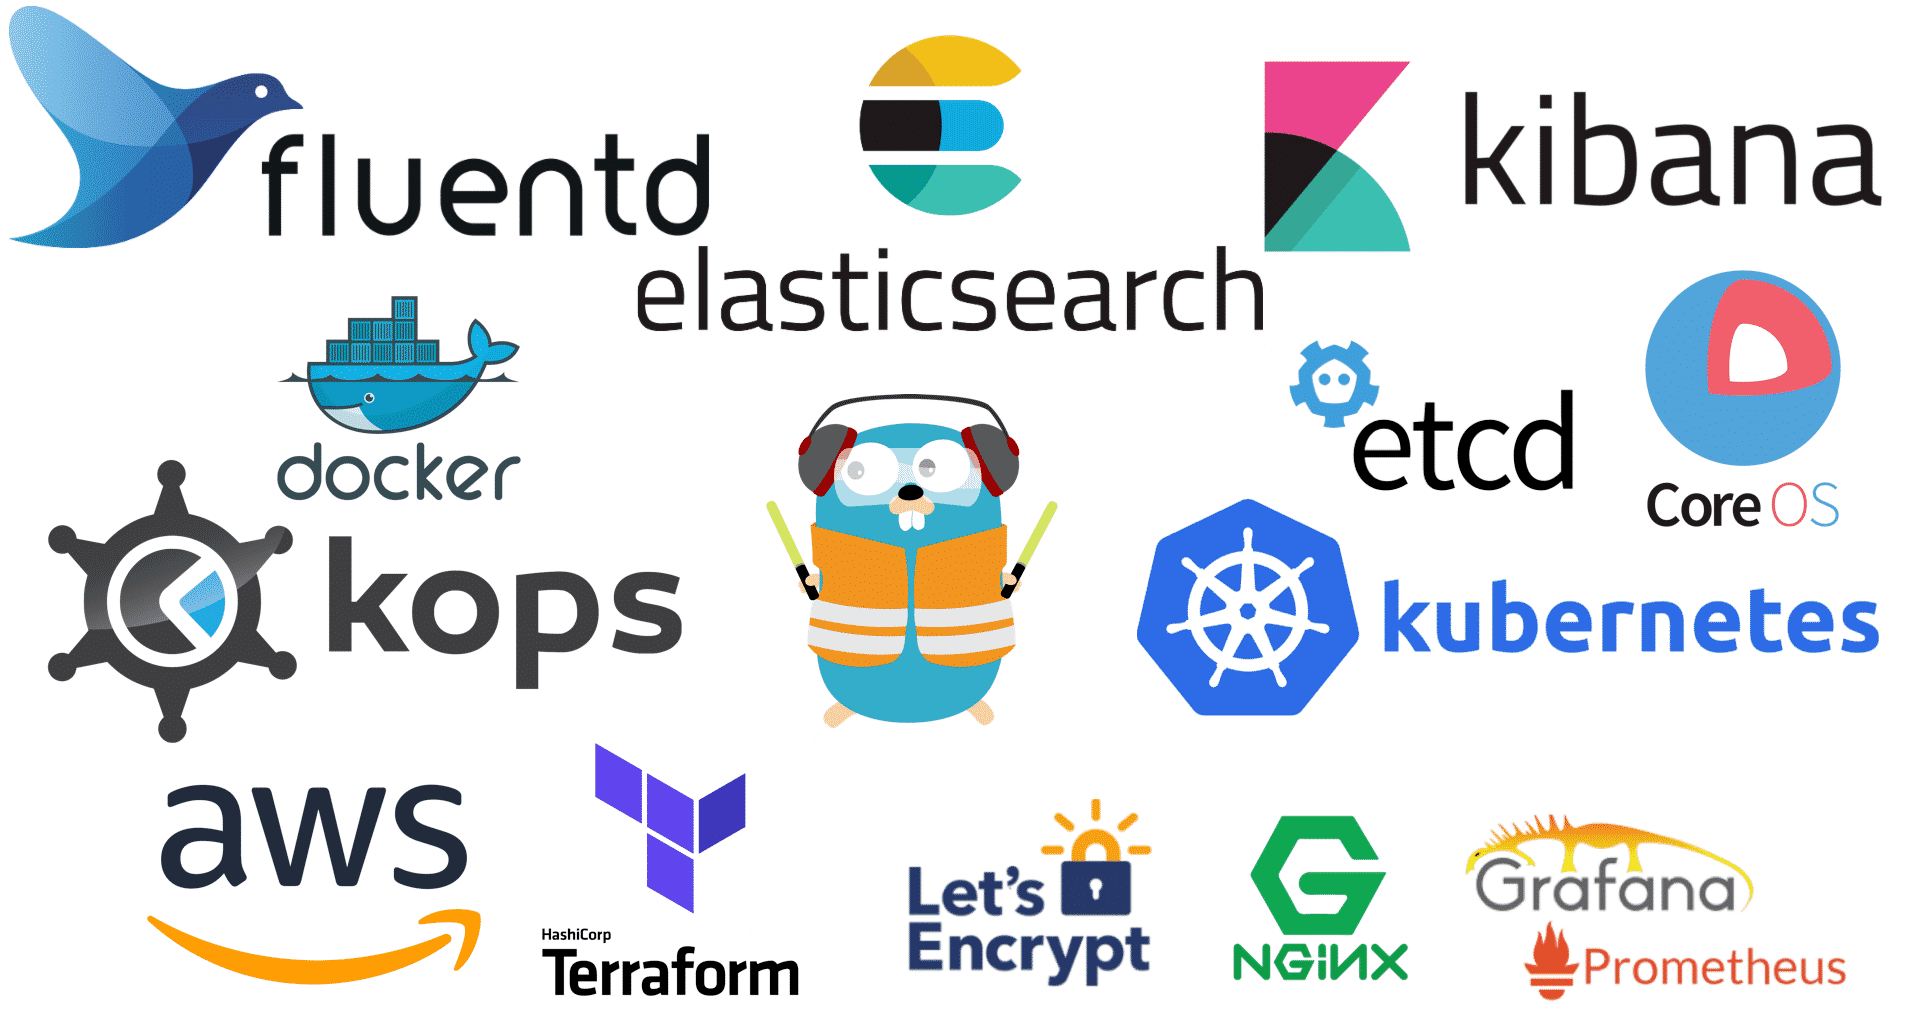 fluentd
elasticsearch
kibana
docker
etcd
Core OS
kops
kubernetes
aws
HashiCorp
Terraform
Let's
Encrypt
NGiNX
Grafana
Prometheus